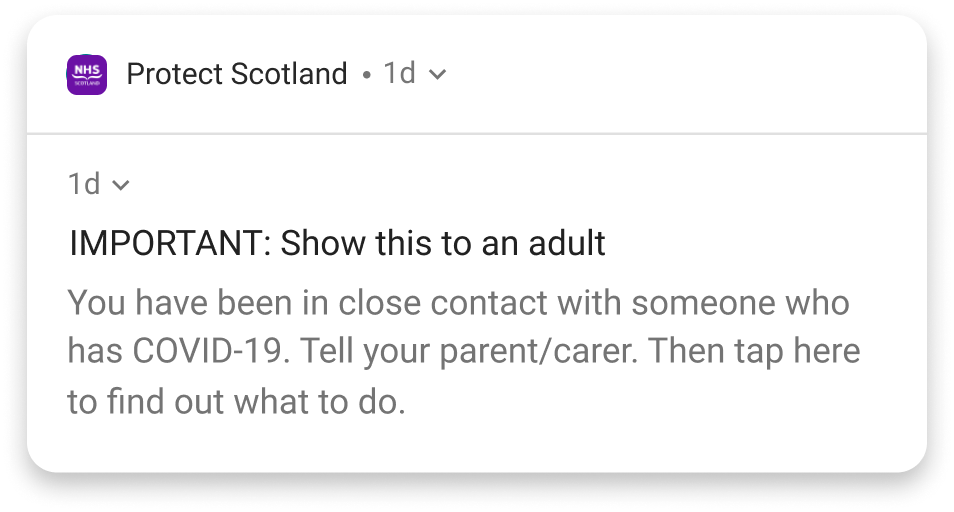 NHS
SCOTLAND
Protect Scotland • 1d
1d
IMPORTANT: Show this to an adult
You have been in close contact with someone who
has COVID-19. Tell your parent/carer. Then tap here
to find out what to do.